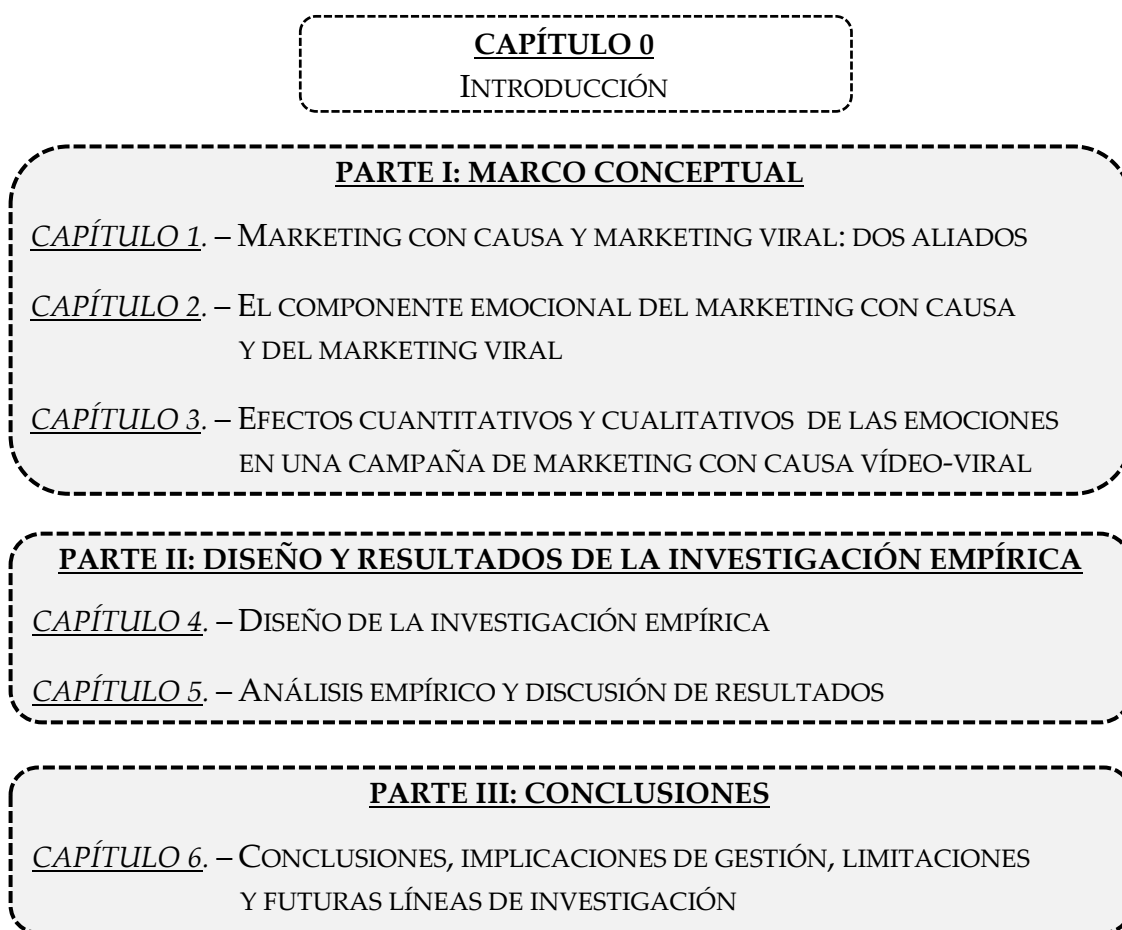 CAPÍTULO 0
INTRODUCCIÓN
PARTE I: MARCO CONCEPTUAL
CAPÍTULO 1. – MARKETING CON CAUSA Y MARKETING VIRAL: DOS ALIADOS
CAPÍTULO 2. – EL COMPONENTE EMOCIONAL DEL MARKETING CON CAUSA
Y DEL MARKETING VIRAL
CAPÍTULO 3. – EFECTOS CUANTITATIVOS Y CUALITATIVOS DE LAS EMOCIONES
EN UNA CAMPAÑA DE MARKETING CON CAUSA VÍDEO-VIRAL
PARTE II: DISEÑO Y RESULTADOS DE LA INVESTIGACIÓN EMPÍRICA
CAPÍTULO 4. – DISEÑO DE LA INVESTIGACIÓN EMPÍRICA
CAPÍTULO 5. – ANÁLISIS EMPÍRICO Y DISCUSIÓN DE RESULTADOS
PARTE III: CONCLUSIONES
CAPÍTULO 6. – CONCLUSIONES, IMPLICACIONES DE GESTIÓN, LIMITACIONES
Y FUTURAS LÍNEAS DE INVESTIGACIÓN